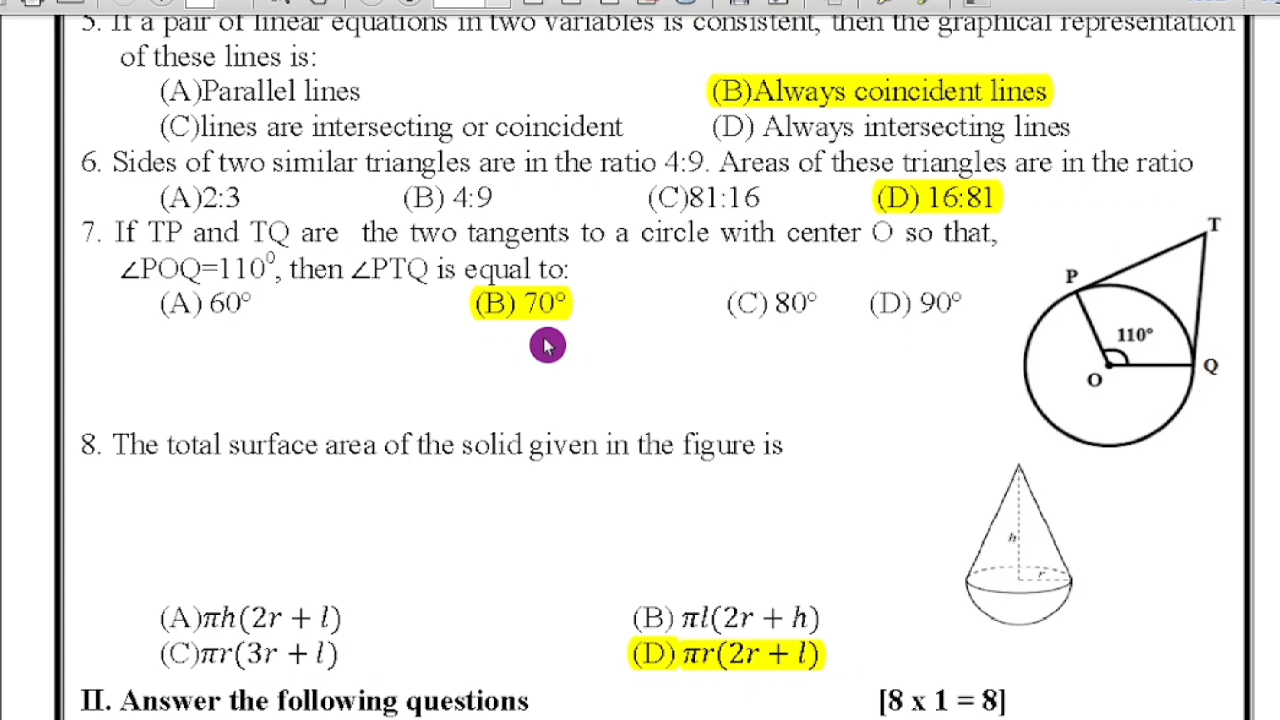 5. If a pair of linear equations in two variables is consistent, then the graphical representation
of these lines is:
(A)Parallel lines (B)Always coincident lines
(C)lines are intersecting or coincident (D) Always intersecting lines
6. Sides of two similar triangles are in the ratio 4:9. Areas of these triangles are in the ratio
(A)2:3 (B) 4:9 (C)81:16 (D) 16:81
7. If TP and TQ are the two tangents to a circle with center O so that,
∠POQ=110⁰, then ∠PTQ is equal to:
(A) 60° (B) 70° (C) 80° (D) 90°
T
P
110°
O
Q
8. The total surface area of the solid given in the figure is
h
r
(A)πh(2r + l) (B) πl(2r + h)
(C)πr(3r + l) (D) πr(2r + l)
II. Answer the following questions [8 x 1 = 8]